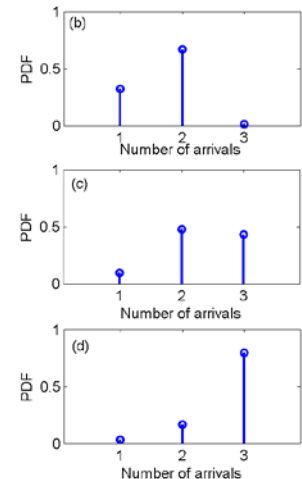 (b)
1
0.5
0
PDF
1 2 3
Number of arrivals
(c)
1
0.5
0
PDF
1 2 3
Number of arrivals
(d)
1
0.5
0
PDF
1 2 3
Number of arrivals